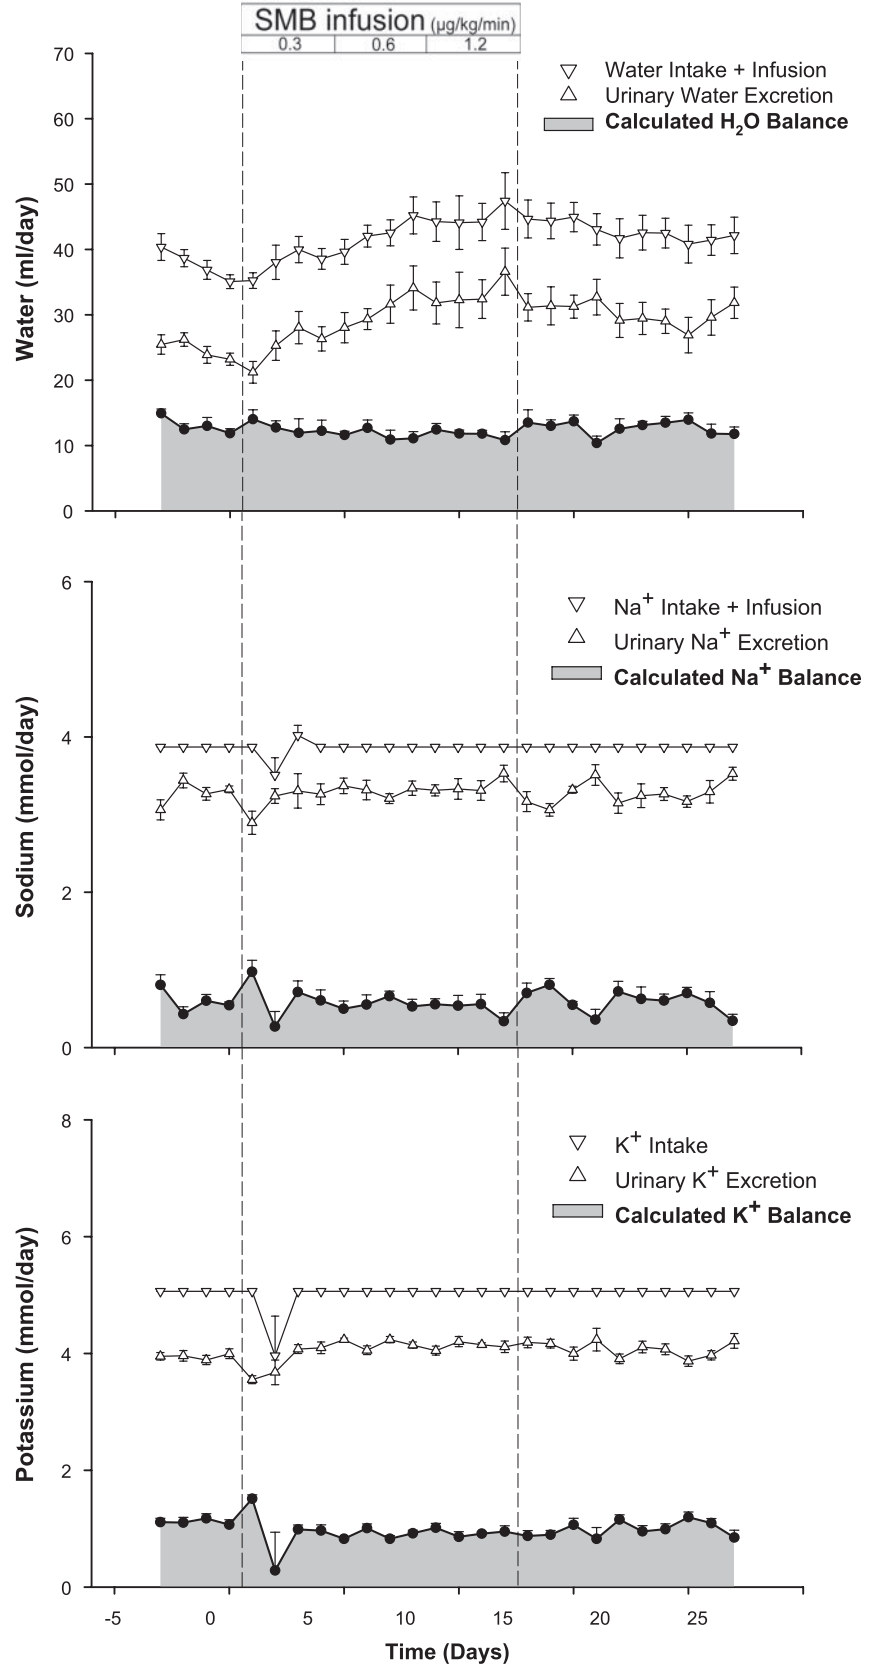 SMB infusion (µg/kg/min)
0.3 0.6 1.2
70
60
50
40
30
20
10
0
Water (ml/day)
Water Intake + Infusion
Urinary Water Excretion
Calculated H₂O Balance
6
4
2
0
Sodium (mmol/day)
Na⁺ Intake + Infusion
Urinary Na⁺ Excretion
Calculated Na⁺ Balance
8
6
4
2
0
Potassium (mmol/day)
K⁺ Intake
Urinary K⁺ Excretion
Calculated K⁺ Balance
-5 0 5 10 15 20 25
Time (Days)